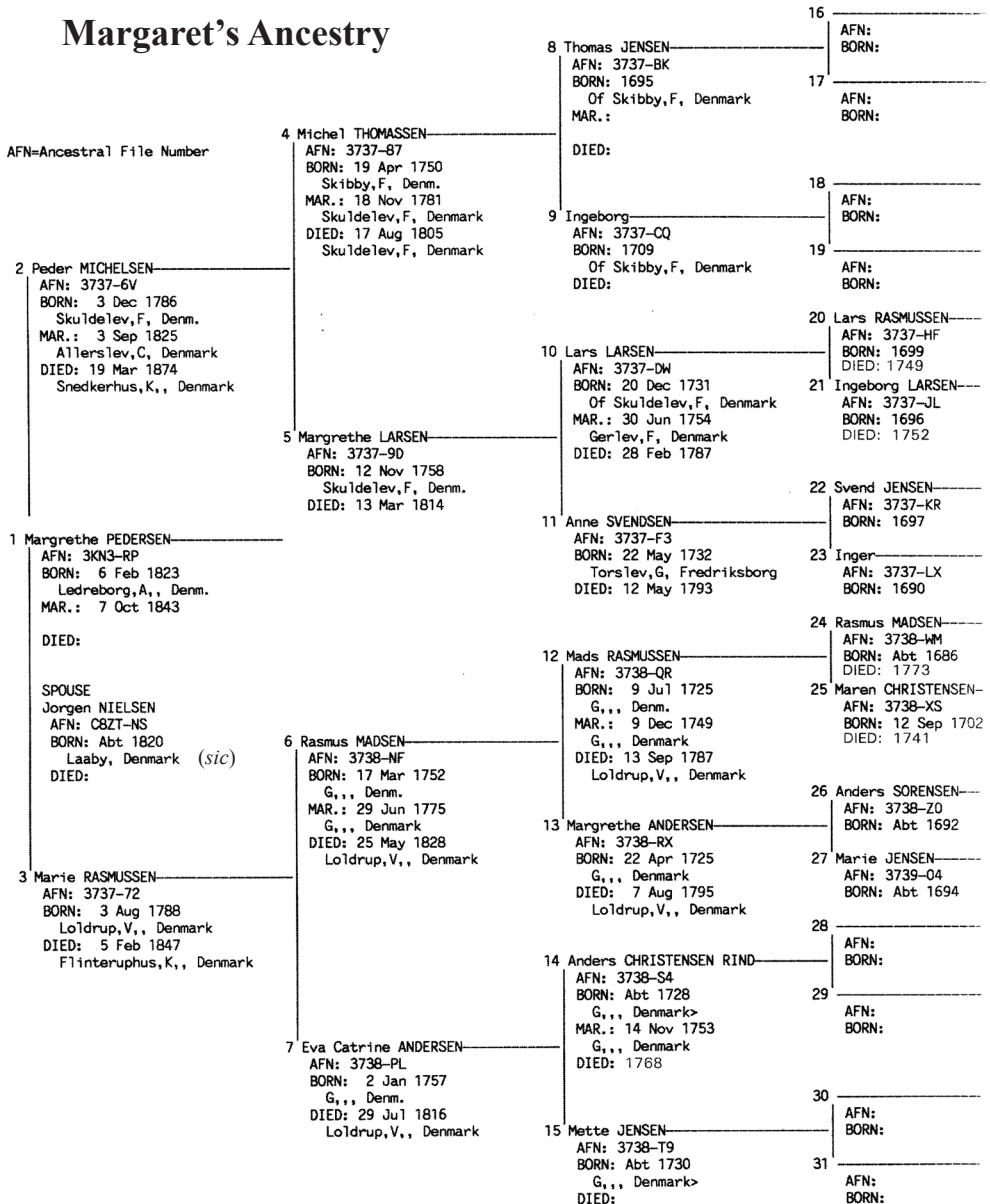 Margaret's Ancestry
AFN=Ancestral File Number
1 Margrethe PEDERSEN
AFN: 3KN3-RP
BORN: 6 Feb 1823
Ledreborg,A,, Denm.
MAR.: 7 Oct 1843
DIED:
SPOUSE
Jorgen NIELSEN
AFN: C8ZT-NS
BORN: Abt 1820
Laaby, Denmark (sic)
DIED:
2 Peder MICHELSEN
AFN: 3737-6V
BORN: 3 Dec 1786
Skuldelev,F, Denm.
MAR.: 3 Sep 1825
Allerslev,C, Denmark
DIED: 19 Mar 1874
Snedkerhus,K,, Denmark
3 Marie RASMUSSEN
AFN: 3737-72
BORN: 3 Aug 1788
Loldrup,V,, Denmark
DIED: 5 Feb 1847
Flinteruphus,K,, Denmark
4 Michel THOMASSEN
AFN: 3737-87
BORN: 19 Apr 1750
Skibby,F, Denm.
MAR.: 18 Nov 1781
Skuldelev,F, Denmark
DIED: 17 Aug 1805
Skuldelev,F, Denmark
5 Margrethe LARSEN
AFN: 3737-9D
BORN: 12 Nov 1758
Skuldelev,F, Denm.
DIED: 13 Mar 1814
6 Rasmus MADSEN
AFN: 3738-NF
BORN: 17 Mar 1752
G,,, Denm.
MAR.: 29 Jun 1775
G,,, Denmark
DIED: 25 May 1828
Loldrup,V,, Denmark
7 Eva Catrine ANDERSEN
AFN: 3738-PL
BORN: 2 Jan 1757
G,,, Denm.
DIED: 29 Jul 1816
Loldrup,V,, Denmark
8 Thomas JENSEN
AFN: 3737-BK
BORN: 1695
Of Skibby,F, Denmark
MAR.:
DIED:
9 Ingeborg
AFN: 3737-CQ
BORN: 1709
Of Skibby,F, Denmark
DIED:
10 Lars LARSEN
AFN: 3737-DW
BORN: 20 Dec 1731
Of Skuldelev,F, Denmark
MAR.: 30 Jun 1754
Gerlev,F, Denmark
DIED: 28 Feb 1787
11 Anne SVENDSEN
AFN: 3737-F3
BORN: 22 May 1732
Torslev,G, Fredriksborg
DIED: 12 May 1793
12 Mads RASMUSSEN
AFN: 3738-QR
BORN: 9 Jul 1725
G,,, Denm.
MAR.: 9 Dec 1749
G,,, Denmark
DIED: 13 Sep 1787
Loldrup,V,, Denmark
13 Margrethe ANDERSEN
AFN: 3738-RX
BORN: 22 Apr 1725
G,,, Denmark
DIED: 7 Aug 1795
Loldrup,V,, Denmark
14 Anders CHRISTENSEN RIND
AFN: 3738-S4
BORN: Abt 1728
G,,, Denmark>
MAR.: 14 Nov 1753
G,,, Denmark
DIED: 1768
15 Mette JENSEN
AFN: 3738-T9
BORN: Abt 1730
G,,, Denmark>
DIED:
16
AFN:
BORN:
17
AFN:
BORN:
18
AFN:
BORN:
19
AFN:
BORN:
20 Lars RASMUSSEN
AFN: 3737-HF
BORN: 1699
DIED: 1749
21 Ingeborg LARSEN
AFN: 3737-JL
BORN: 1696
DIED: 1752
22 Svend JENSEN
AFN: 3737-KR
BORN: 1697
23 Inger
AFN: 3737-LX
BORN: 1690
24 Rasmus MADSEN
AFN: 3738-WM
BORN: Abt 1686
DIED: 1773
25 Maren CHRISTENSEN
AFN: 3738-XS
BORN: 12 Sep 1702
DIED: 1741
26 Anders SORENSEN
AFN: 3738-Z0
BORN: Abt 1692
27 Marie JENSEN
AFN: 3739-04
BORN: Abt 1694
28
AFN:
BORN:
29
AFN:
BORN:
30
AFN:
BORN:
31
AFN:
BORN: